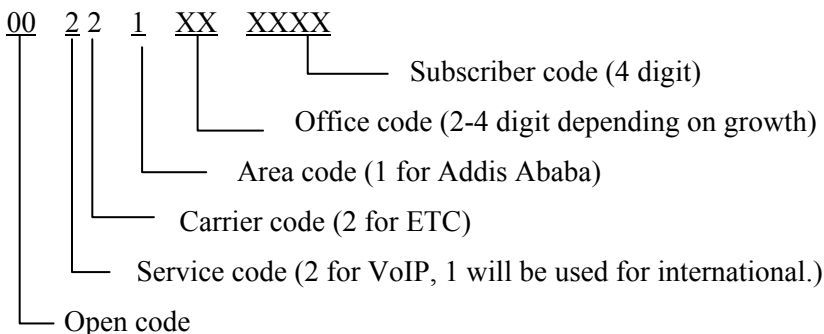 00 2 2 1 XX XXXX
Subscriber code (4 digit)
Office code (2-4 digit depending on growth)
Area code (1 for Addis Ababa)
Carrier code (2 for ETC)
Service code (2 for VoIP, 1 will be used for international.)
Open code